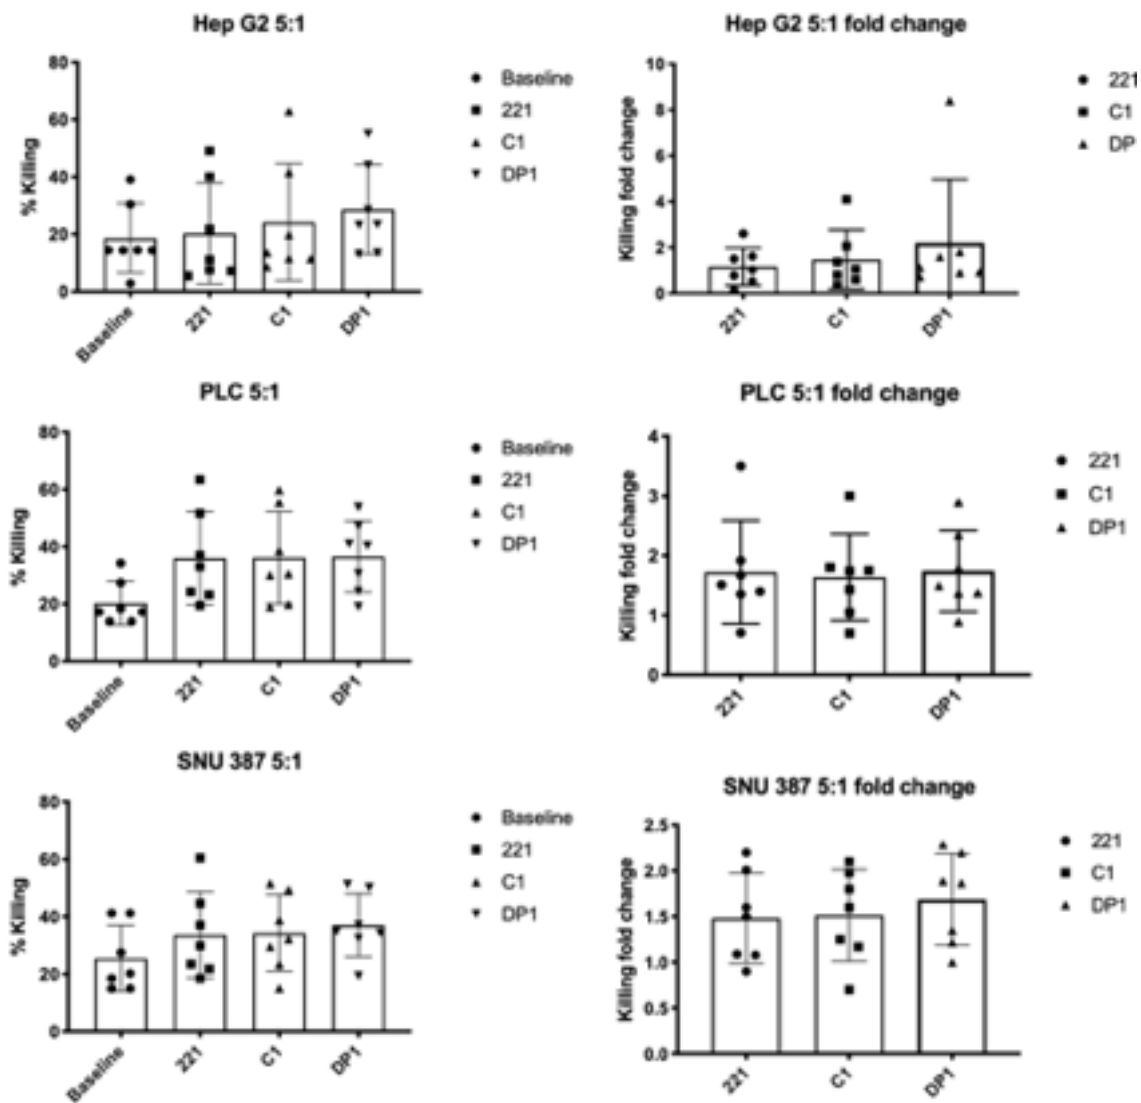 Hep G2 5:1
% Killing
80
60
40
20
0
Baseline
221
C1
DP1
Baseline
221
C1
DP1
Hep G2 5:1 fold change
Killing fold change
10
8
6
4
2
0
221
C1
DP1
221
C1
DP
PLC 5:1
% Killing
80
60
40
20
0
Baseline
221
C1
DP1
Baseline
221
C1
DP1
PLC 5:1 fold change
Killing fold change
4
3
2
1
0
221
C1
DP1
221
C1
DP1
SNU 387 5:1
% Killing
80
60
40
20
0
Baseline
221
C1
DP1
Baseline
221
C1
DP1
SNU 387 5:1 fold change
Killing fold change
2.5
2.0
1.5
1.0
0.5
0.0
221
C1
DP1
221
C1
DP1